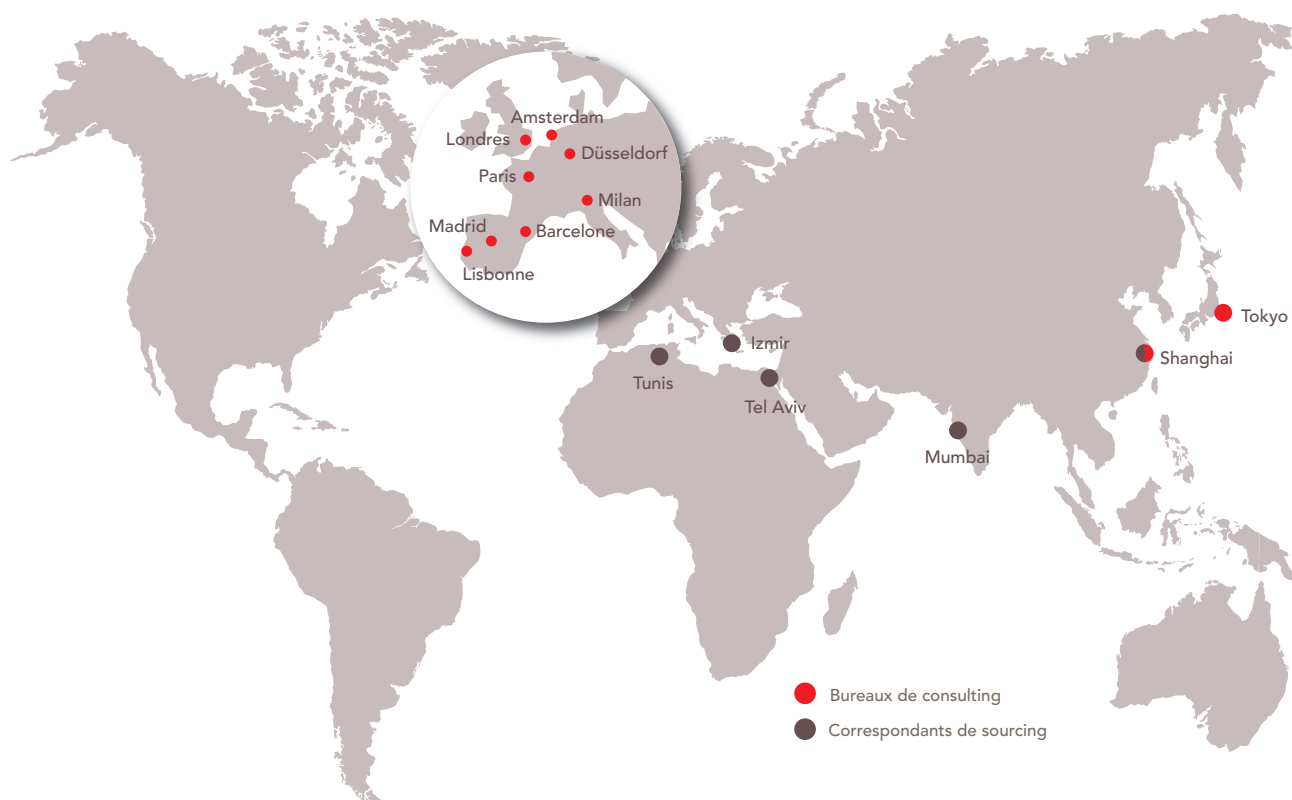 Amsterdam
Londres
Düsseldorf
Paris
Milan
Madrid
Barcelone
Lisbonne
Tokyo
Izmir
Shanghai
Tunis
Tel Aviv
Mumbai
Bureaux de consulting
Correspondants de sourcing